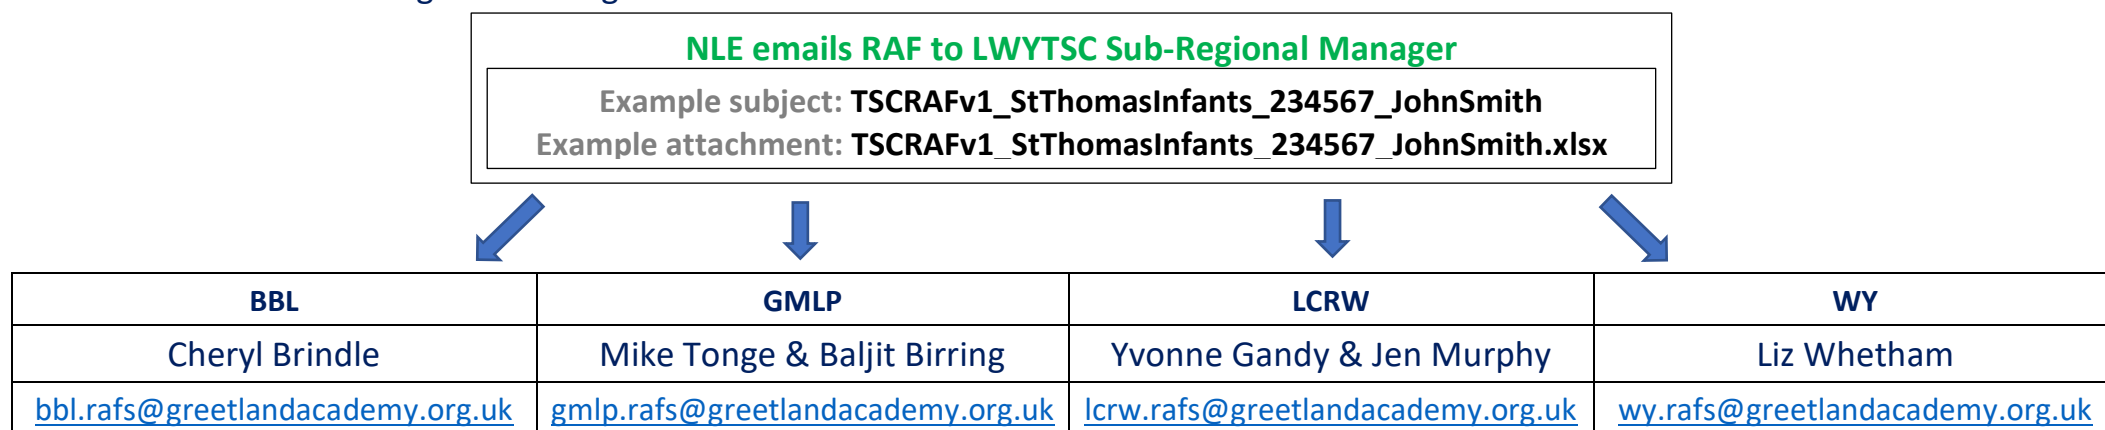 NLE emails RAF to LWYTSC Sub-Regional Manager
Example subject: TSCRAFv1_StThomasInfants_234567_JohnSmith
Example attachment: TSCRAFv1_StThomasInfants_234567_JohnSmith.xlsx
BBL GMLP LCRW WY
Cheryl Brindle Mike Tonge & Baljit Birring Yvonne Gandy & Jen Murphy Liz Whetham
bbl.rafs@greetlandacademy.org.uk gmlp.rafs@greetlandacademy.org.uk lcrw.rafs@greetlandacademy.org.uk wy.rafs@greetlandacademy.org.uk